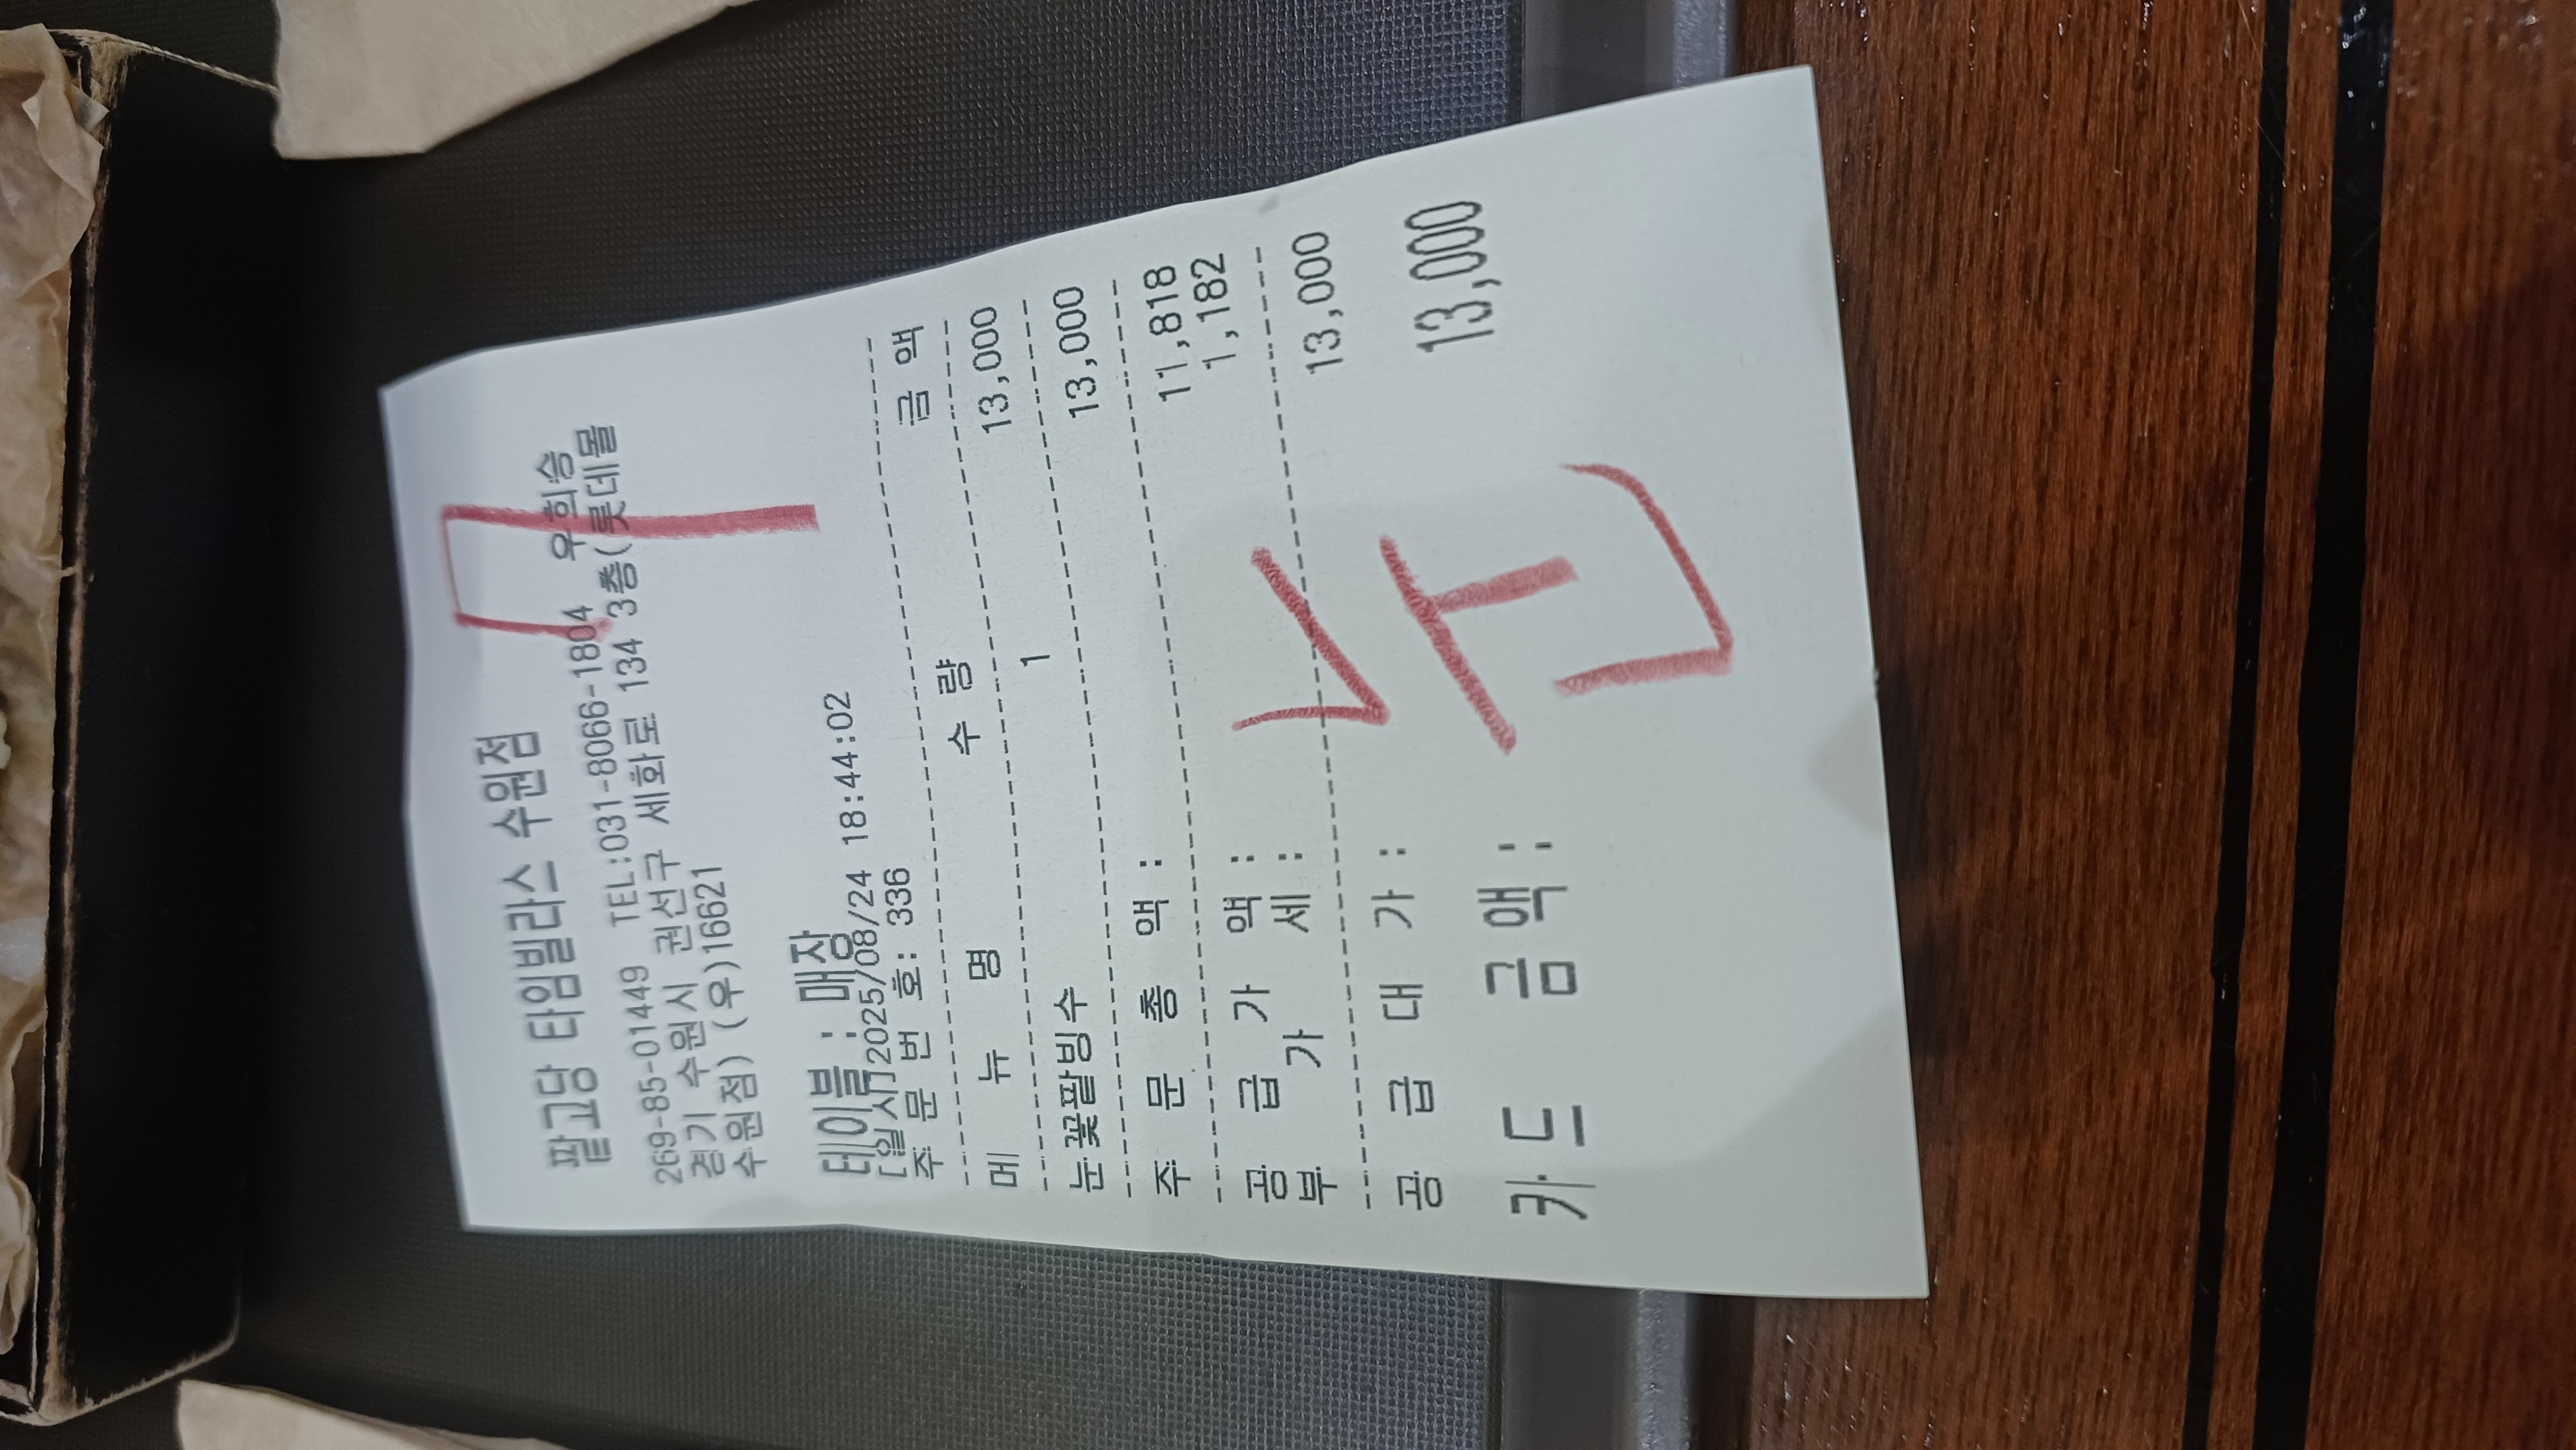 팥고당 타임빌라스 수원점
269-85-01449 TEL:031-8066-1804 우희승
경기 수원시 권선구 세화로 134 3층(롯데몰
수원점) (우)16621
테이블 : 매장
[일시]2025/08/24 18:44:02
주 문 번 호: 336
메 뉴 명 수 량 금 액
눈꽃팥빙수 1 13,000
주 문 총 액 : 13,000
공 급 가 액 : 11,818
부 가 세 : 1,182
공 급 대 가 : 13,000
카드 금액 : 13,000